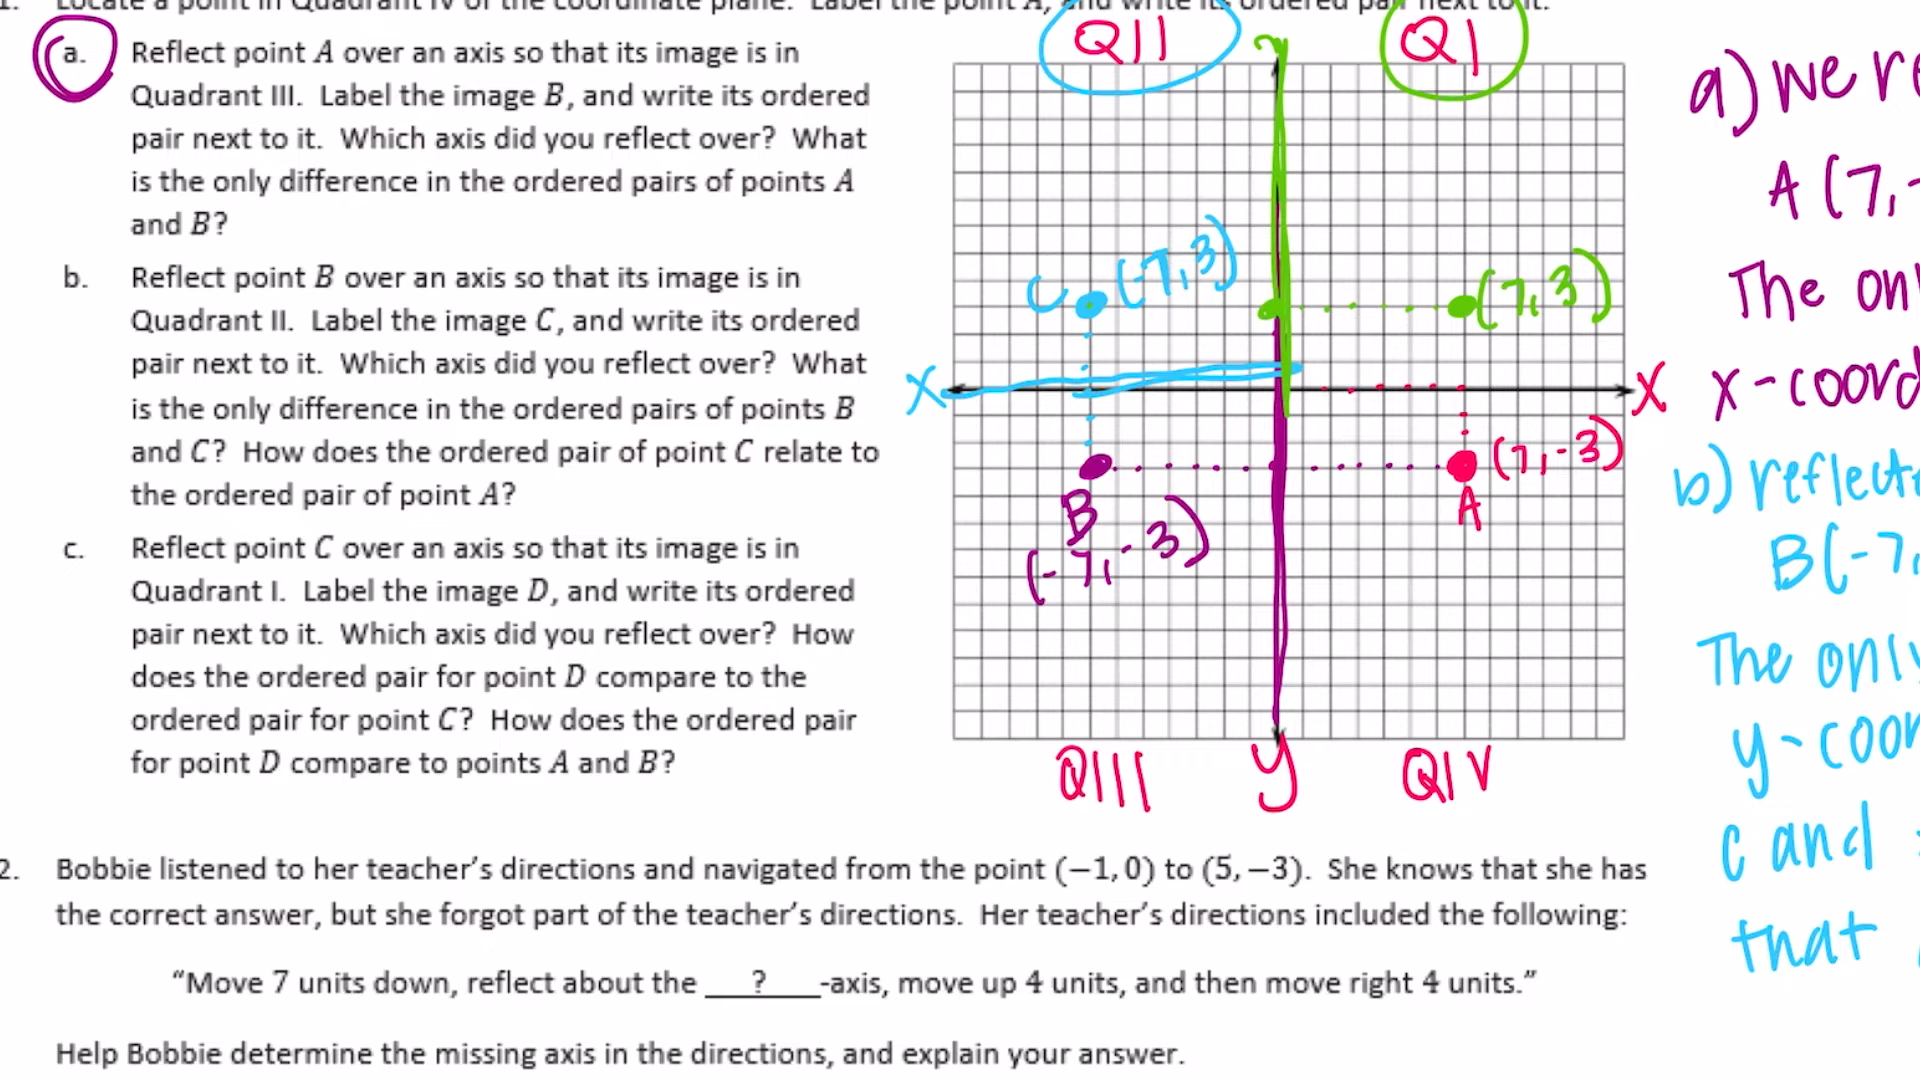 1. Locate a point in Quadrant IV of the coordinate plane. Label the point A, and write its ordered pair next to it.
a. Reflect point A over an axis so that its image is in
Quadrant III. Label the image B, and write its ordered
pair next to it. Which axis did you reflect over? What
is the only difference in the ordered pairs of points A
and B?
b. Reflect point B over an axis so that its image is in
Quadrant II. Label the image C, and write its ordered
pair next to it. Which axis did you reflect over? What
is the only difference in the ordered pairs of points B
and C? How does the ordered pair of point C relate to
the ordered pair of point A?
c. Reflect point C over an axis so that its image is in
Quadrant I. Label the image D, and write its ordered
pair next to it. Which axis did you reflect over? How
does the ordered pair for point D compare to the
ordered pair for point C? How does the ordered pair
for point D compare to points A and B?
QII
QI
y
C (-7,3)
(7,3)
X
X
(7,-3)
A
B
(-7,-3)
QIII
y
QIV
a) we re
A (7,-
The onl
x-coord
b) reflecte
B(-7,
The only
y-coor
C and
that
2. Bobbie listened to her teacher’s directions and navigated from the point (−1, 0) to (5, −3). She knows that she has
the correct answer, but she forgot part of the teacher’s directions. Her teacher’s directions included the following:
“Move 7 units down, reflect about the ___?___-axis, move up 4 units, and then move right 4 units.”
Help Bobbie determine the missing axis in the directions, and explain your answer.